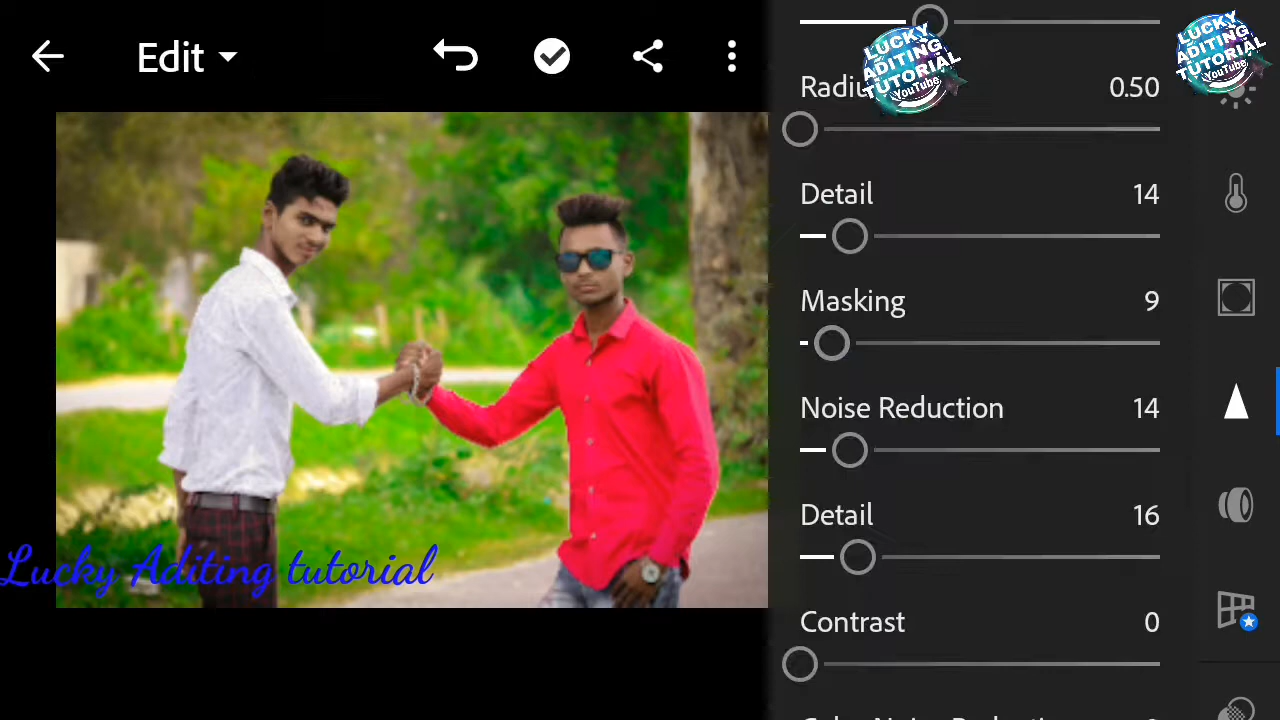 Edit
LUCKY
ADITING
TUTORIAL
YouTube
LUCKY
ADITING
TUTORIAL
YouTube
Radiu
0.50
Detail 14
Masking 9
Noise Reduction 14
Detail 16
Contrast 0
Lucky Aditing tutorial